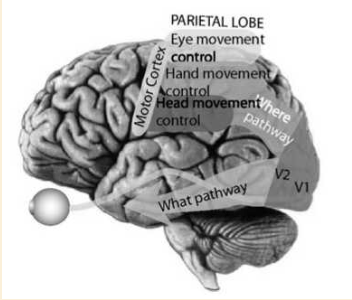 PARIETAL LOBE
Eye movement
control
Hand movement
control
Head movement
control
Motor Cortex
Where
pathway
What pathway
V2
V1